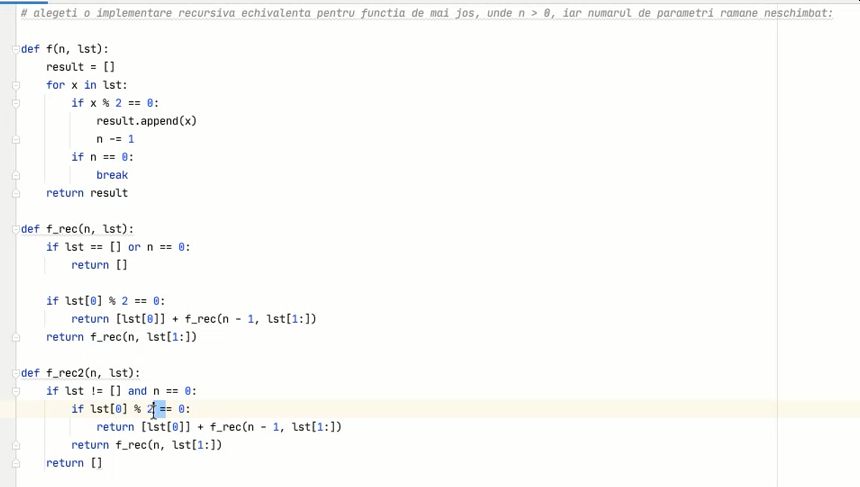 # alegeti o implementare recursiva echivalenta pentru functia de mai jos, unde n > 0, iar numarul de parametri ramane neschimbat:
def f(n, lst):
    result = []
    for x in lst:
        if x % 2 == 0:
            result.append(x)
            n -= 1
        if n == 0:
            break
    return result
def f_rec(n, lst):
    if lst == [] or n == 0:
        return []
    if lst[0] % 2 == 0:
        return [lst[0]] + f_rec(n - 1, lst[1:])
    return f_rec(n, lst[1:])
def f_rec2(n, lst):
    if lst != [] and n == 0:
        if lst[0] % 2 == 0:
            return [lst[0]] + f_rec(n - 1, lst[1:])
        return f_rec(n, lst[1:])
    return []